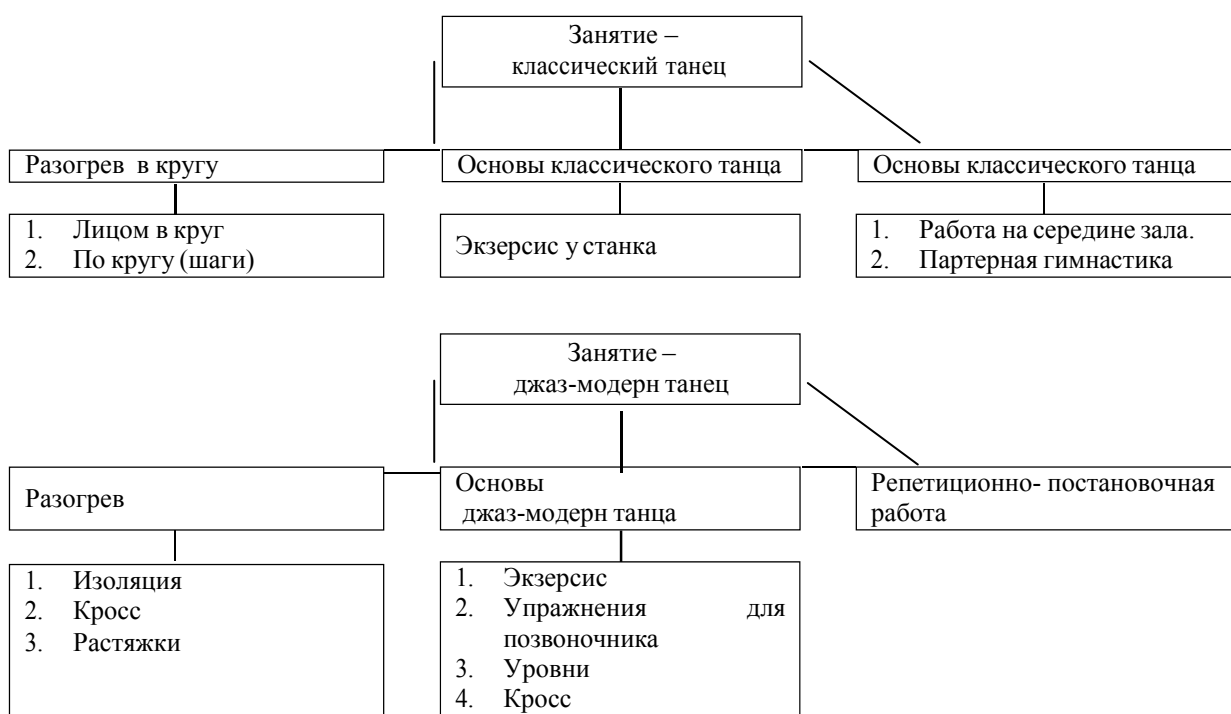 Занятие –
классический танец
Разогрев в кругу
Основы классического танца
Основы классического танца
1. Лицом в круг
2. По кругу (шаги)
Экзерсис у станка
1. Работа на середине зала.
2. Партерная гимнастика
Занятие –
джаз-модерн танец
Разогрев
Основы
джаз-модерн танца
Репетиционно- постановочная
работа
1. Изоляция
2. Кросс
3. Растяжки
1. Экзерсис
2. Упражнения для
позвоночника
3. Уровни
4. Кросс